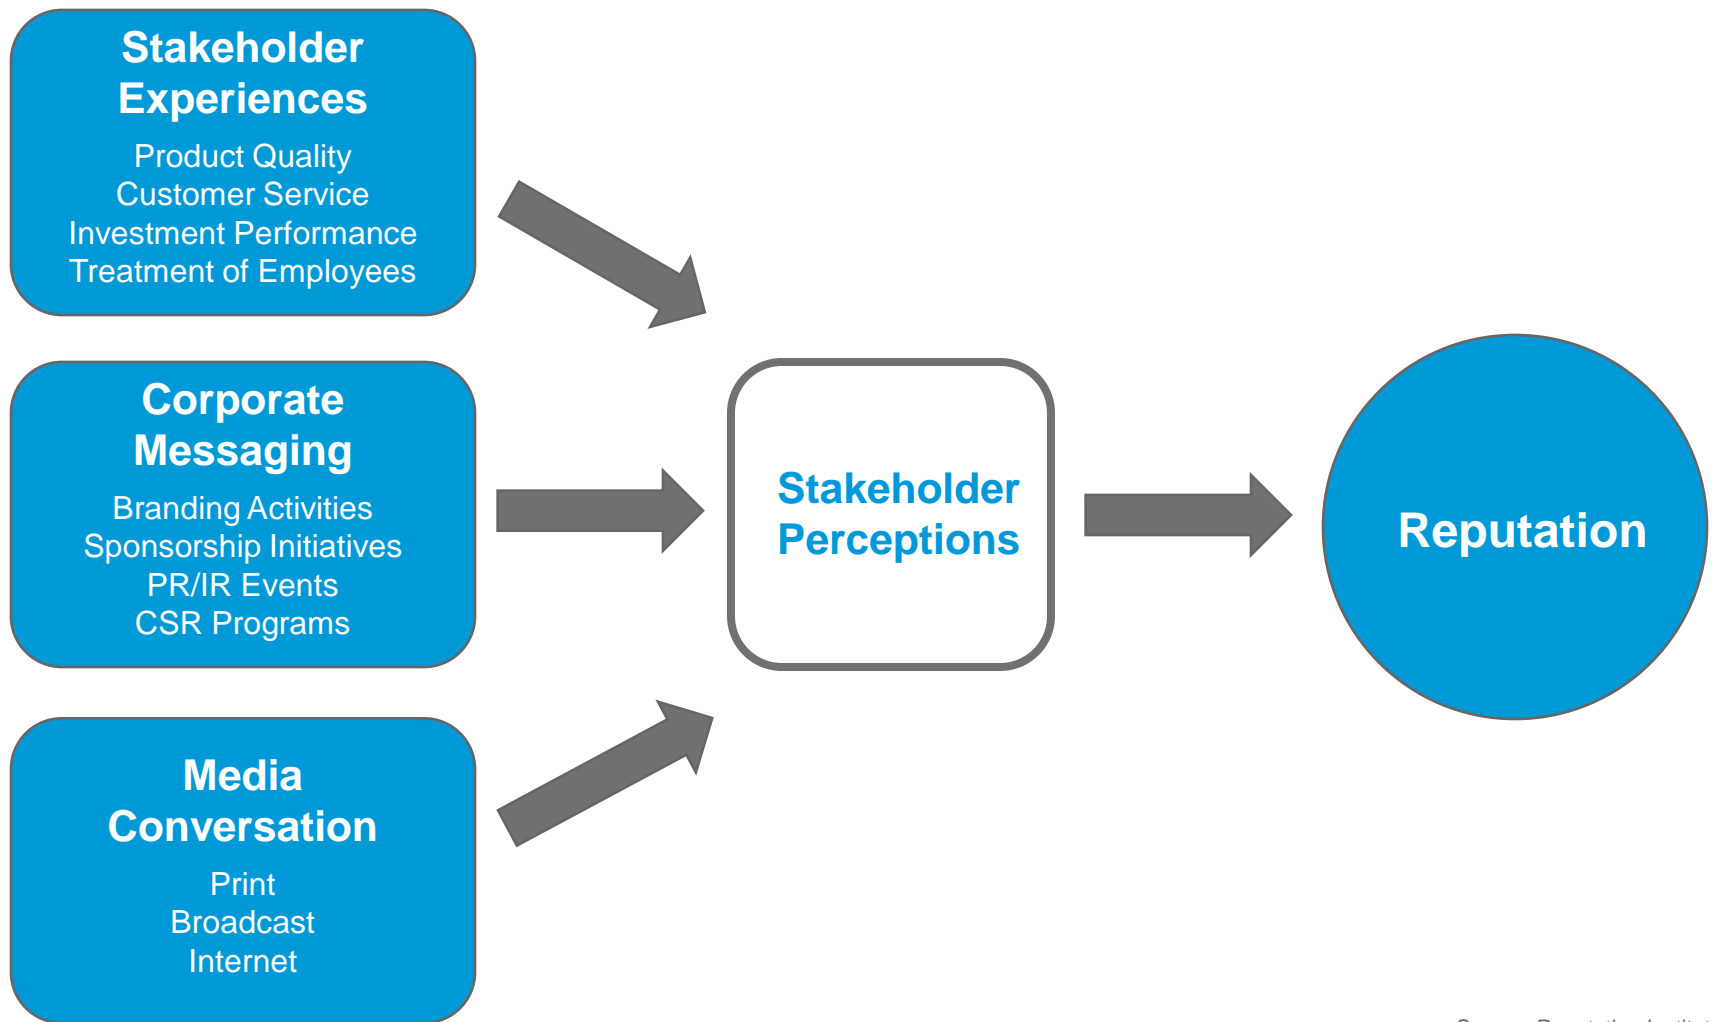 Stakeholder
Experiences
Product Quality
Customer Service
Investment Performance
Treatment of Employees
Corporate
Messaging
Branding Activities
Sponsorship Initiatives
PR/IR Events
CSR Programs
Media
Conversation
Print
Broadcast
Internet
Stakeholder
Perceptions
Reputation